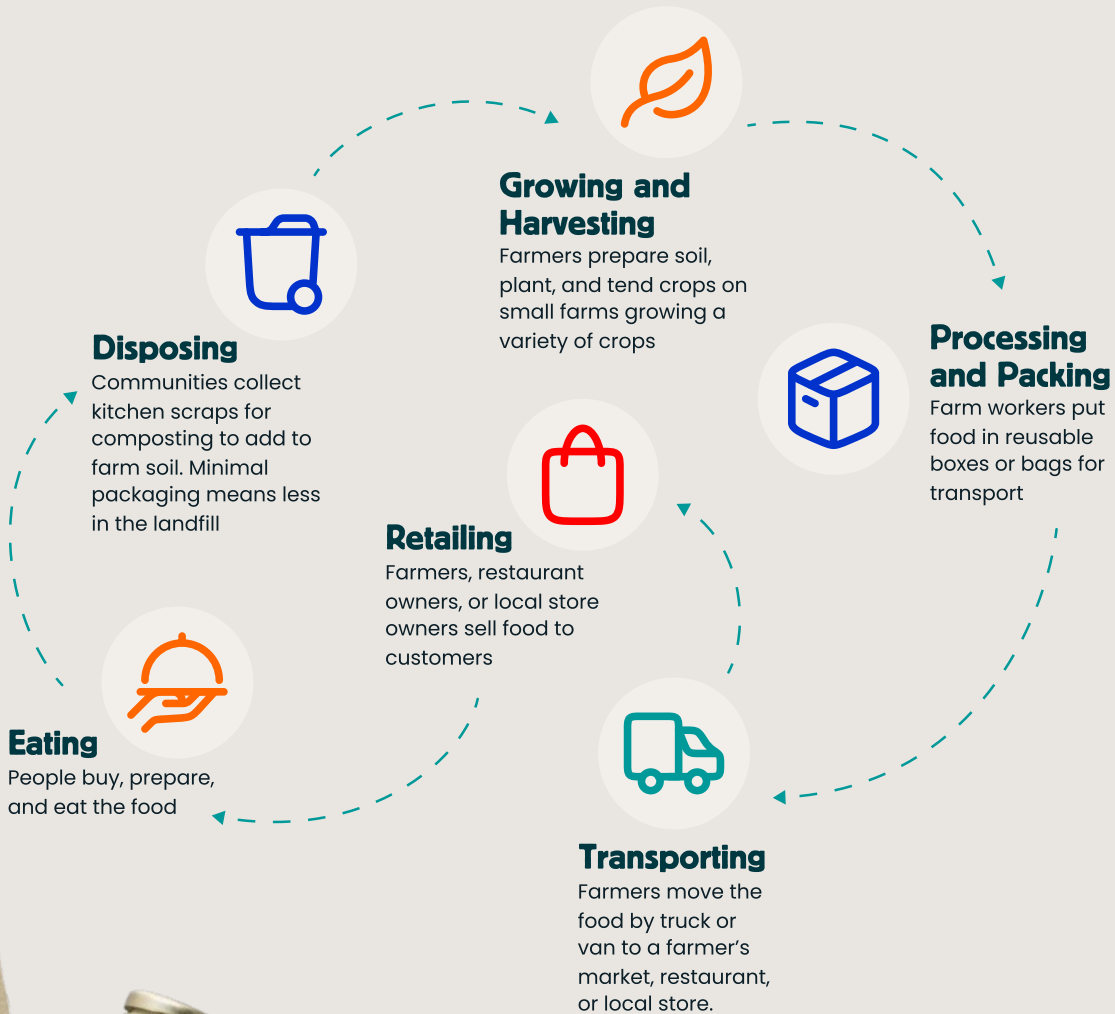 Growing and
Harvesting
Farmers prepare soil,
plant, and tend crops on
small farms growing a
variety of crops
Processing
and Packing
Farm workers put
food in reusable
boxes or bags for
transport
Transporting
Farmers move the
food by truck or
van to a farmer’s
market, restaurant,
or local store.
Retailing
Farmers, restaurant
owners, or local store
owners sell food to
customers
Eating
People buy, prepare,
and eat the food
Disposing
Communities collect
kitchen scraps for
composting to add to
farm soil. Minimal
packaging means less
in the landfill